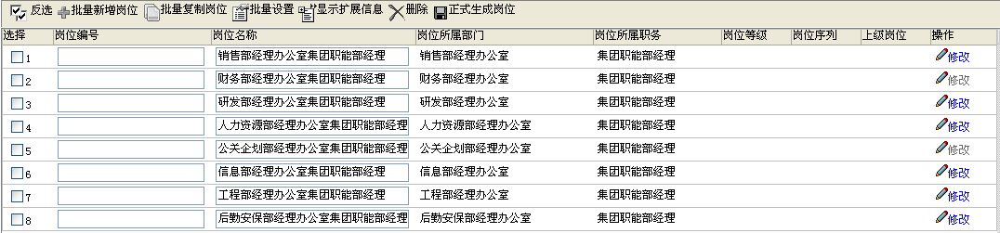 反选 批量新增岗位 批量复制岗位 批量设置 显示扩展信息 删除 正式生成岗位
选择 岗位编号 岗位名称 岗位所属部门 岗位所属职务 岗位等级 岗位序列 上级岗位 操作
1 销售部经理办公室集团职能部经理 销售部经理办公室 集团职能部经理 修改
2 财务部经理办公室集团职能部经理 财务部经理办公室 集团职能部经理 修改
3 研发部经理办公室集团职能部经理 研发部经理办公室 集团职能部经理 修改
4 人力资源部经理办公室集团职能部经理 人力资源部经理办公室 集团职能部经理 修改
5 公关企划部经理办公室集团职能部经理 公关企划部经理办公室 集团职能部经理 修改
6 信息部经理办公室集团职能部经理 信息部经理办公室 集团职能部经理 修改
7 工程部经理办公室集团职能部经理 工程部经理办公室 集团职能部经理 修改
8 后勤安保部经理办公室集团职能部经理 后勤安保部经理办公室 集团职能部经理 修改